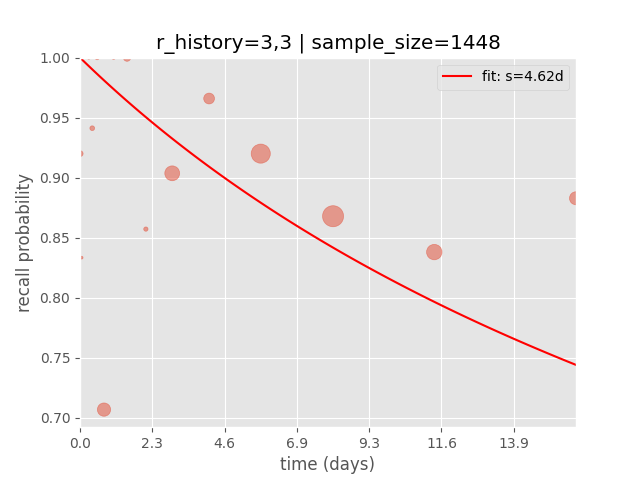 r_history=3,3 | sample_size=1448
fit: s=4.62d
1.00
0.95
0.90
0.85
0.80
0.75
0.70
recall probability
0.0 2.3 4.6 6.9 9.3 11.6 13.9
time (days)